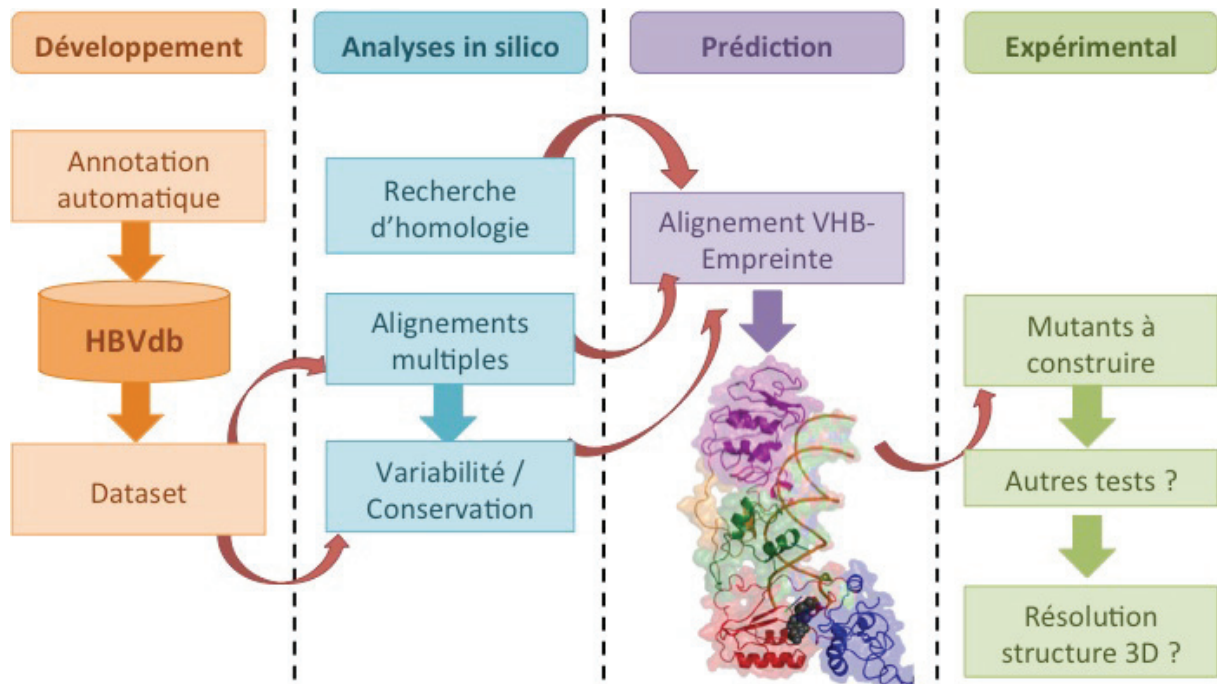 Développement
Analyses in silico
Prédiction
Expérimental
Annotation
automatique
HBVdb
Dataset
Recherche
d’homologie
Alignements
multiples
Variabilité /
Conservation
Alignement VHB-
Empreinte
Mutants à
construire
Autres tests ?
Résolution
structure 3D ?